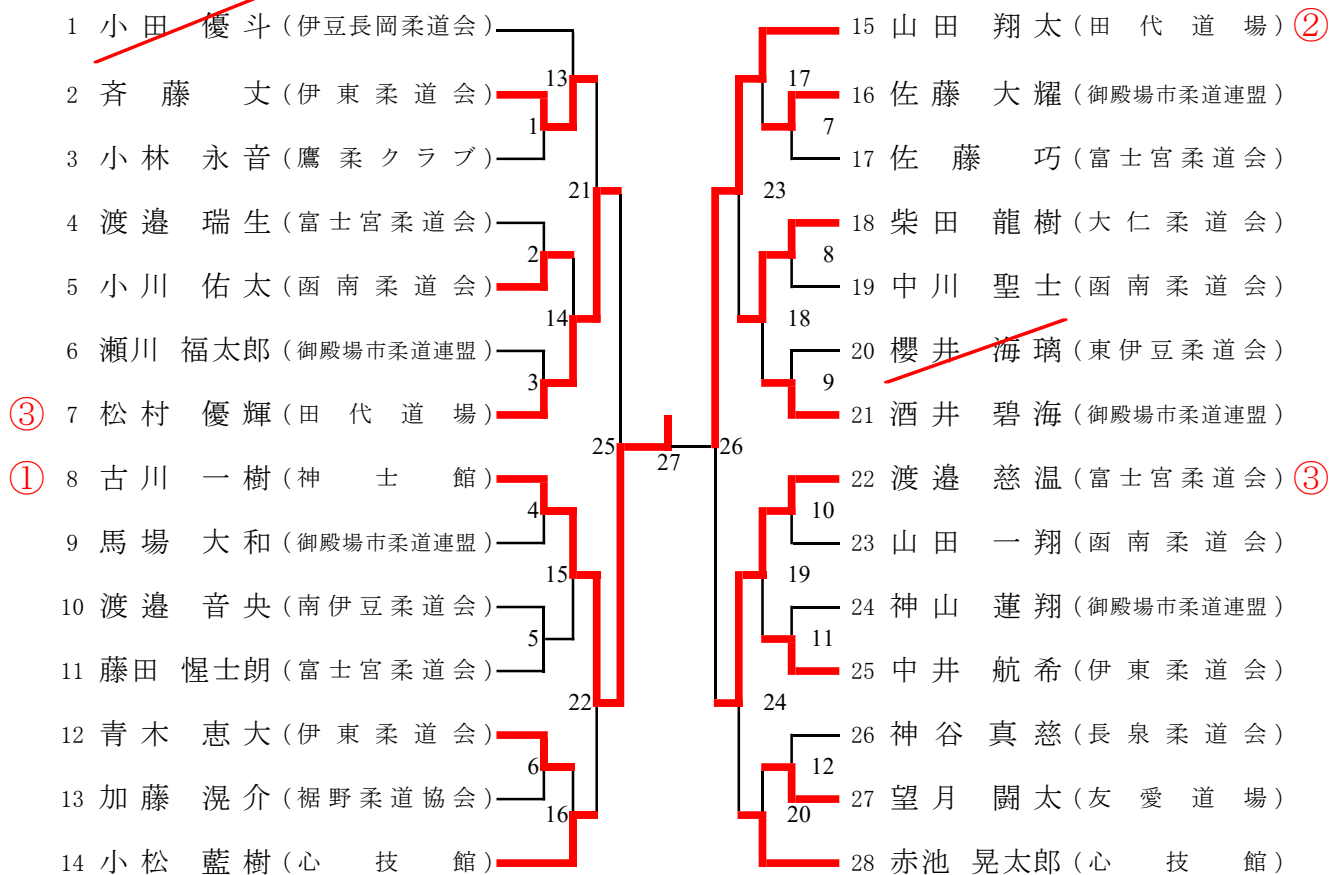 1 小田 優斗 (伊豆長岡柔道会)
2 斉藤 丈 (伊東柔道会)
3 小林 永音 (鷹柔クラブ)
4 渡邉 瑞生 (富士宮柔道会)
5 小川 佑太 (函南柔道会)
6 瀬川 福太郎 (御殿場市柔道連盟)
③ 7 松村 優輝 (田代道場)
① 8 古川 一樹 (神士館)
9 馬場 大和 (御殿場市柔道連盟)
10 渡邉 音央 (南伊豆柔道会)
11 藤田 惺士朗 (富士宮柔道会)
12 青木 恵大 (伊東柔道会)
13 加藤 滉介 (裾野柔道協会)
14 小松 藍樹 (心技館)
13
1
21
2
14
3
25
4
15
5
22
6
16
27
26
17
7
23
8
18
9
10
19
11
24
12
20
15 山田 翔太 (田代道場) ②
16 佐藤 大耀 (御殿場市柔道連盟)
17 佐藤 巧 (富士宮柔道会)
18 柴田 龍樹 (大仁柔道会)
19 中川 聖士 (函南柔道会)
20 櫻井 海璃 (東伊豆柔道会)
21 酒井 碧海 (御殿場市柔道連盟)
22 渡邉 慈温 (富士宮柔道会) ③
23 山田 一翔 (函南柔道会)
24 神山 蓮翔 (御殿場市柔道連盟)
25 中井 航希 (伊東柔道会)
26 神谷 真慈 (長泉柔道会)
27 望月 闘太 (友愛道場)
28 赤池 晃太郎 (心技館)